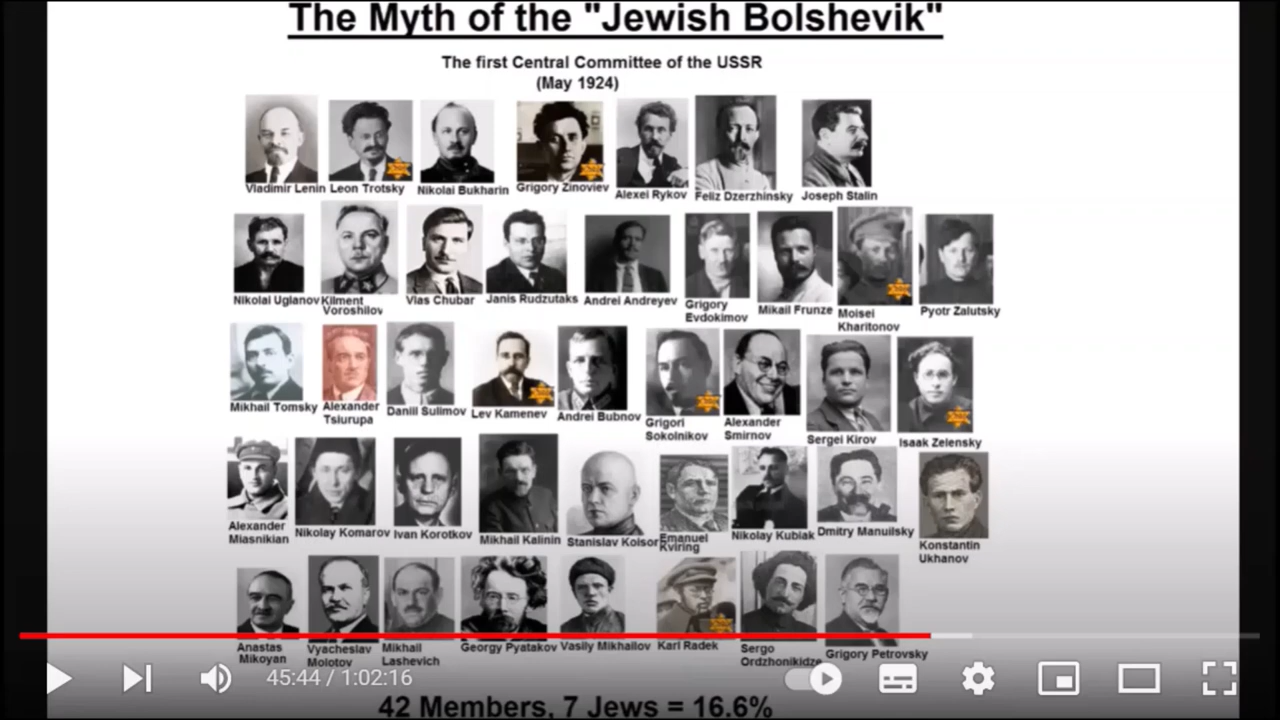 The Myth of the "Jewish Bolshevik"
The first Central Committee of the USSR
(May 1924)
Vladimir Lenin Leon Trotsky Nikolai Bukharin Grigory Zinoviev Alexei Rykov Feliz Dzerzhinsky Joseph Stalin
Nikolai Uglanov Kilment Voroshilov Vlas Chubar Janis Rudzutaks Andrei Andreyev Grigory Evdokimov Mikail Frunze Moisei Kharitonov Pyotr Zalutsky
Mikhail Tomsky Alexander Tsiurupa Daniil Sulimov Lev Kamenev Andrei Bubnov Grigori Sokolnikov Alexander Smirnov Sergei Kirov Isaak Zelensky
Alexander Miasnikian Nikolay Komarov Ivan Korotkov Mikhail Kalinin Stanislav Koisor Emanuel Kviring Nikolay Kubiak Dmitry Manuilsky Konstantin Ukhanov
Anastas Mikoyan Vyacheslav Molotov Mikhail Lashevich Georgy Pyatakov Vasily Mikhailov Karl Radek Sergo Ordzhonikidze Grigory Petrovsky
45:44 / 1:02:16
42 Members, 7 Jews = 16.6%